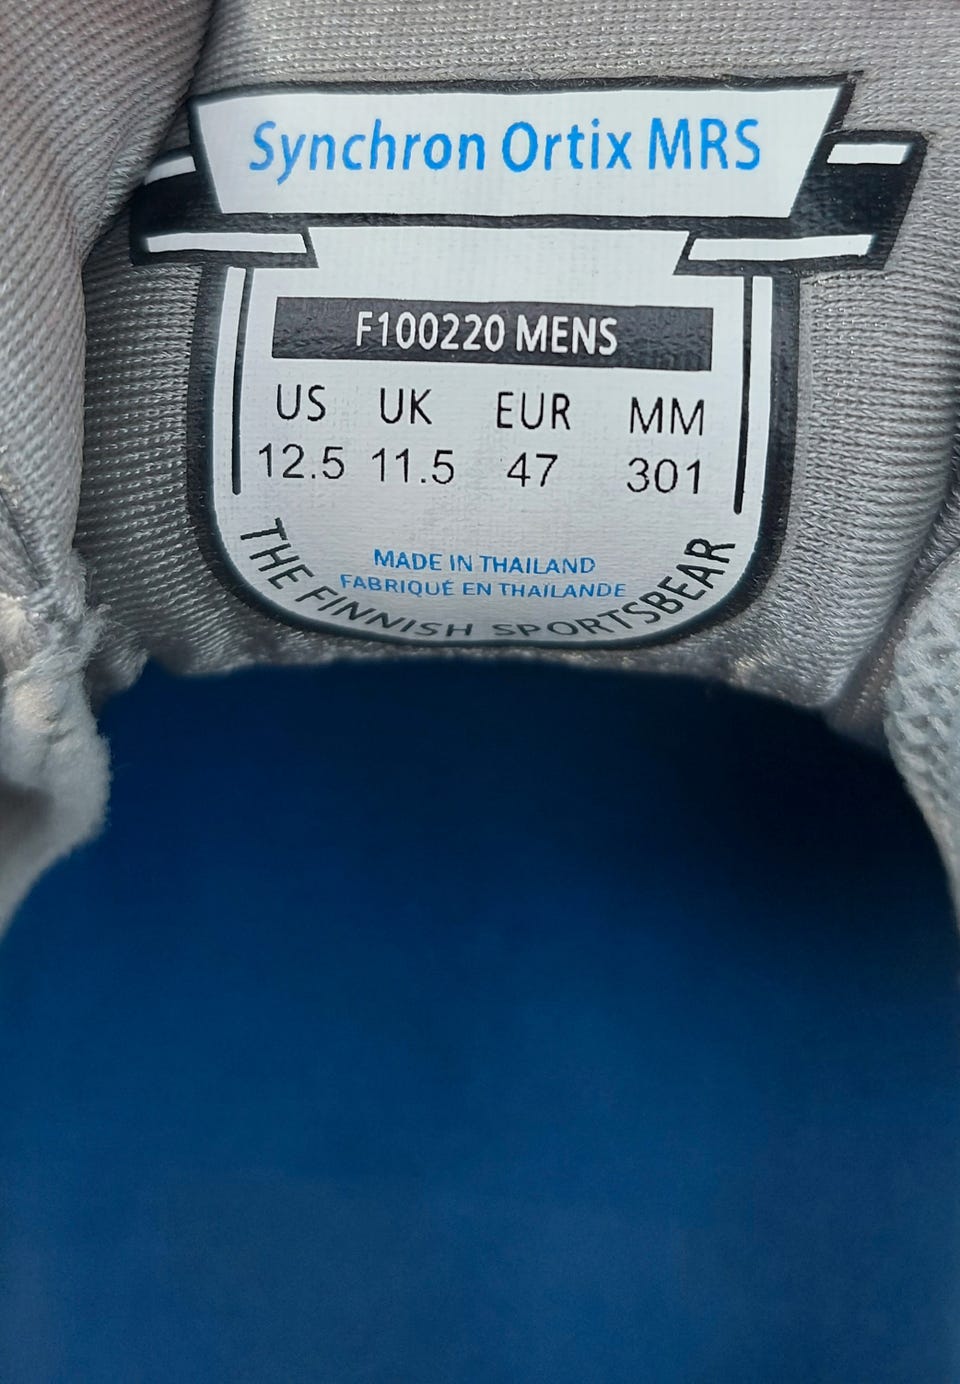 Synchron Ortix MRS
F100220 MENS
US UK EUR MM
12.5 11.5 47 301
MADE IN THAILAND
FABRIQUÉ EN THAILANDE
THE FINNISH SPORTSBEAR